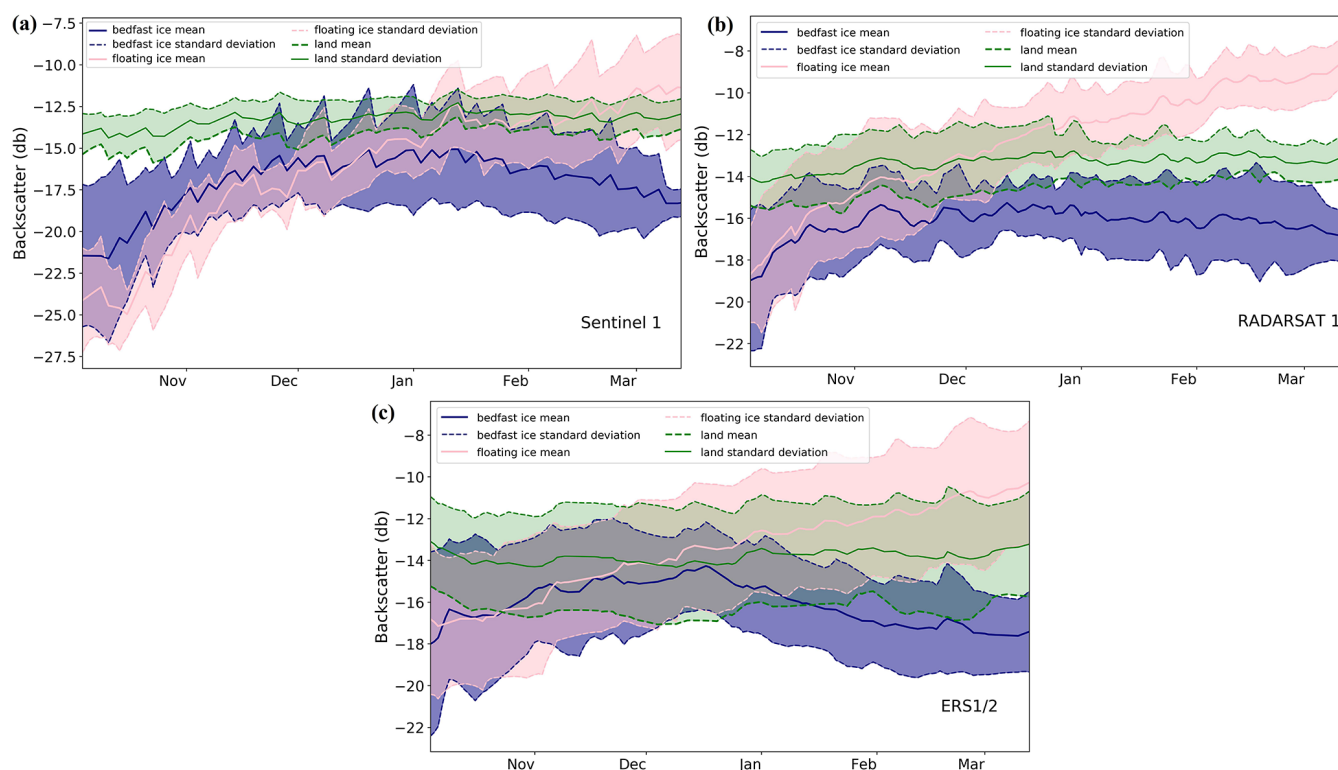 (a)
bedfast ice mean
bedfast ice standard deviation
floating ice mean
floating ice standard deviation
land mean
land standard deviation
Backscatter (db)
−7.5
−10.0
−12.5
−15.0
−17.5
−20.0
−22.5
−25.0
−27.5
Nov Dec Jan Feb Mar
Sentinel 1
(b)
bedfast ice mean
bedfast ice standard deviation
floating ice mean
floating ice standard deviation
land mean
land standard deviation
Backscatter (db)
−8
−10
−12
−14
−16
−18
−20
−22
Nov Dec Jan Feb Mar
RADARSAT 1
(c)
bedfast ice mean
bedfast ice standard deviation
floating ice mean
floating ice standard deviation
land mean
land standard deviation
Backscatter (db)
−8
−10
−12
−14
−16
−18
−20
−22
Nov Dec Jan Feb Mar
ERS1/2